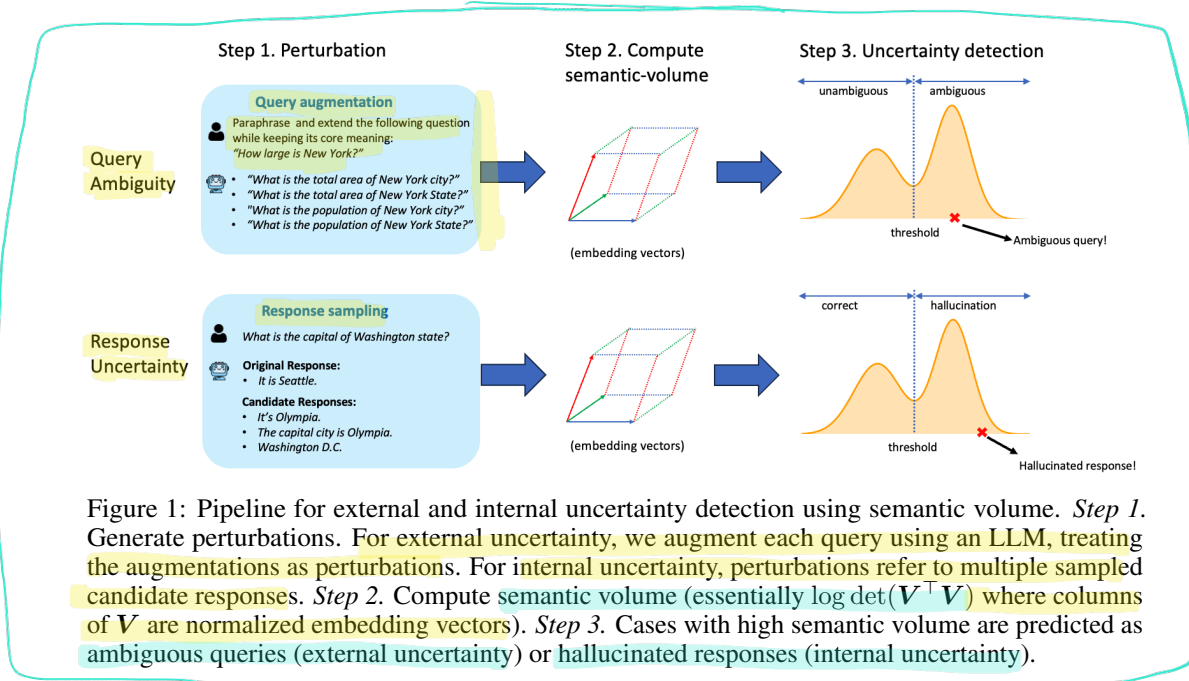 Step 1. Perturbation
Step 2. Compute
semantic-volume
Step 3. Uncertainty detection
Query
Ambiguity
Query augmentation
Paraphrase and extend the following question
while keeping its core meaning:
“How large is New York?”
• “What is the total area of New York city?”
• “What is the total area of New York State?”
• "What is the population of New York city?”
• “What is the population of New York State?”
(embedding vectors)
unambiguous
ambiguous
threshold
Ambiguous query!
Response
Uncertainty
Response sampling
What is the capital of Washington state?
Original Response:
• It is Seattle.
Candidate Responses:
• It’s Olympia.
• The capital city is Olympia.
• Washington D.C.
(embedding vectors)
correct
hallucination
threshold
Hallucinated response!
Figure 1: Pipeline for external and internal uncertainty detection using semantic volume. Step 1.
Generate perturbations. For external uncertainty, we augment each query using an LLM, treating
the augmentations as perturbations. For internal uncertainty, perturbations refer to multiple sampled
candidate responses. Step 2. Compute semantic volume (essentially log det(V⊤V) where columns
of V are normalized embedding vectors). Step 3. Cases with high semantic volume are predicted as
ambiguous queries (external uncertainty) or hallucinated responses (internal uncertainty).